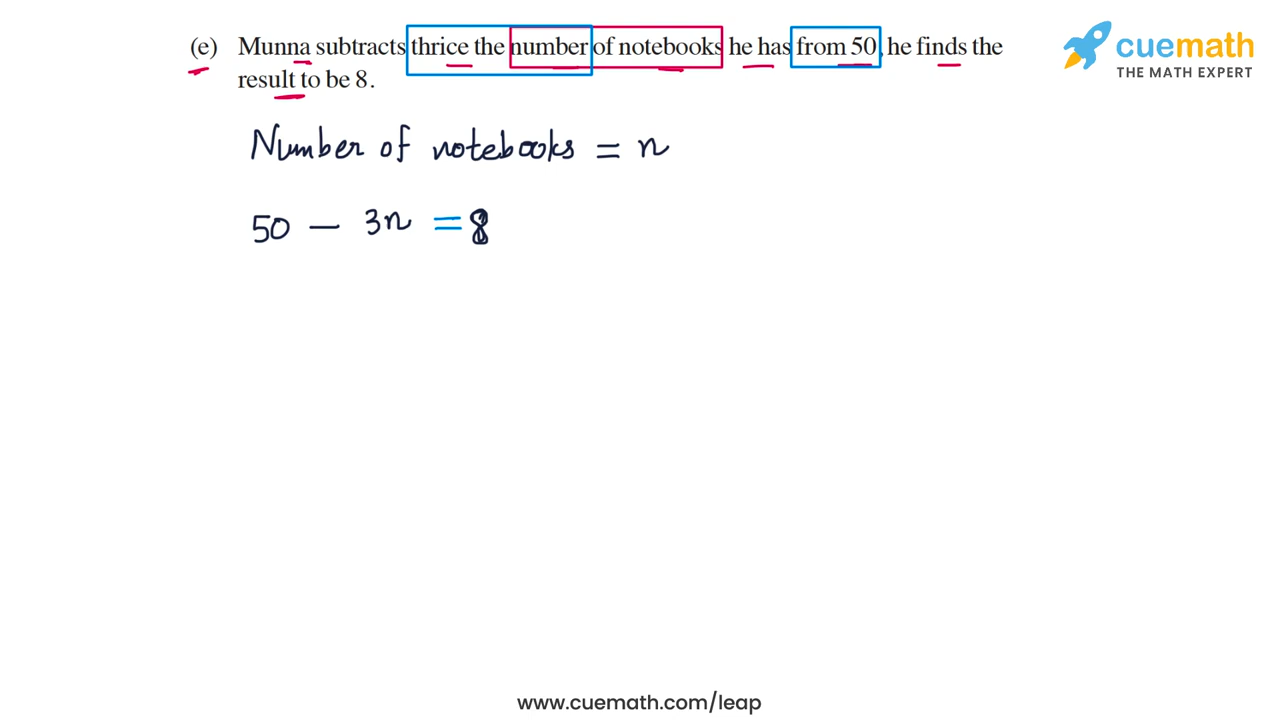 (e) Munna subtracts thrice the number of notebooks he has from 50, he finds the
result to be 8.
cuemath
THE MATH EXPERT
Number of notebooks = n
50 − 3n = 8
www.cuemath.com/leap